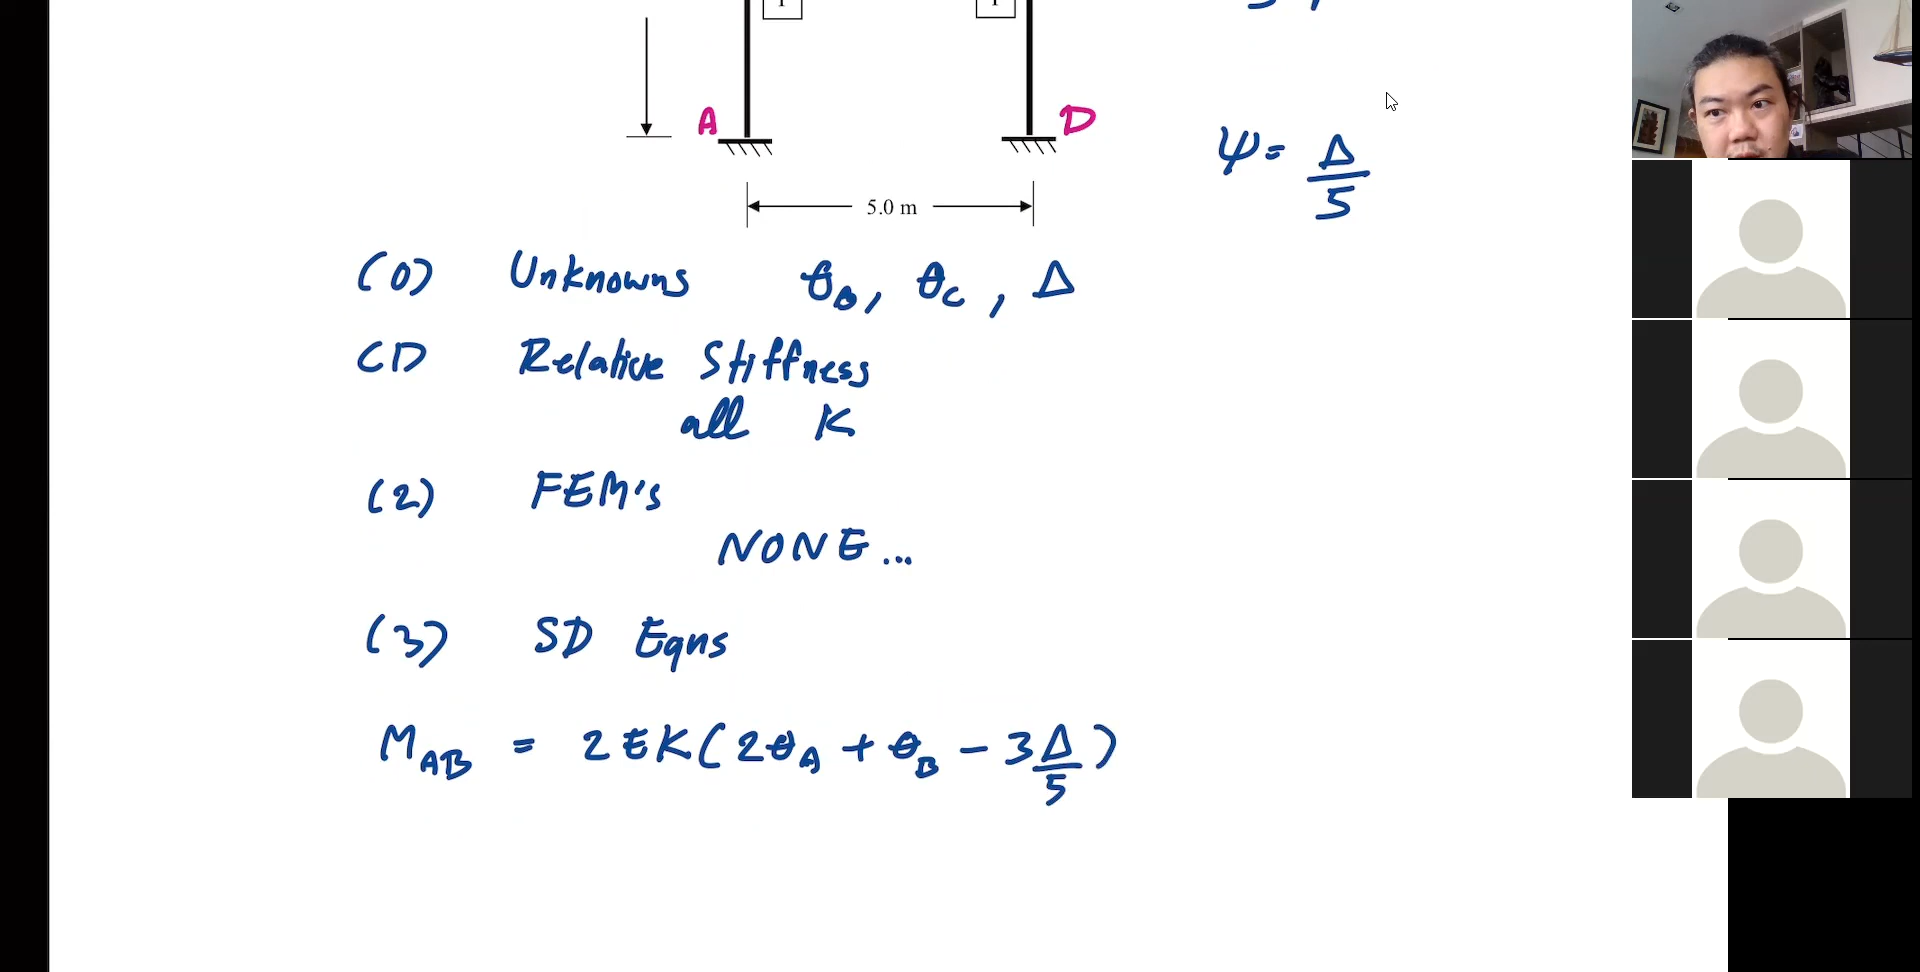 A
D
ψ = Δ/5
5.0 m
(0) Unknowns θB, θC, Δ
(1) Relative Stiffness
all K
(2) FEM's
NONE...
(3) SD Eqns
MAB = 2EK(2θA + θB - 3Δ/5)